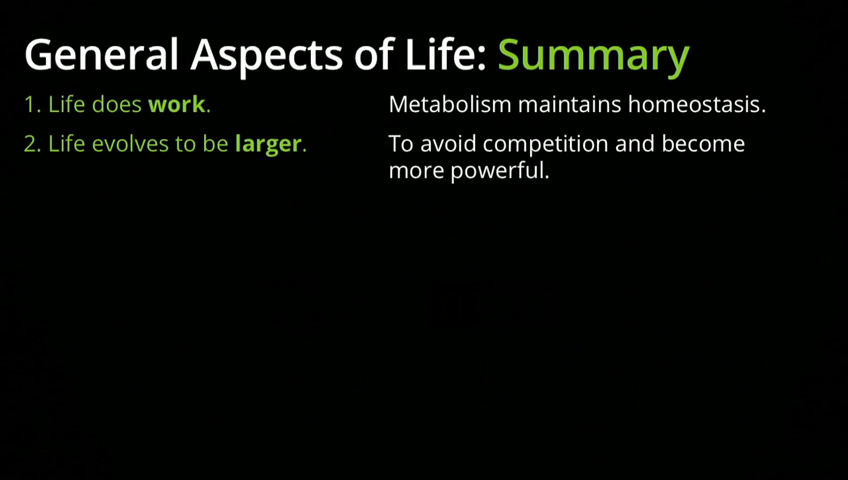 General Aspects of Life: Summary
1. Life does work.
Metabolism maintains homeostasis.
2. Life evolves to be larger.
To avoid competition and become
more powerful.